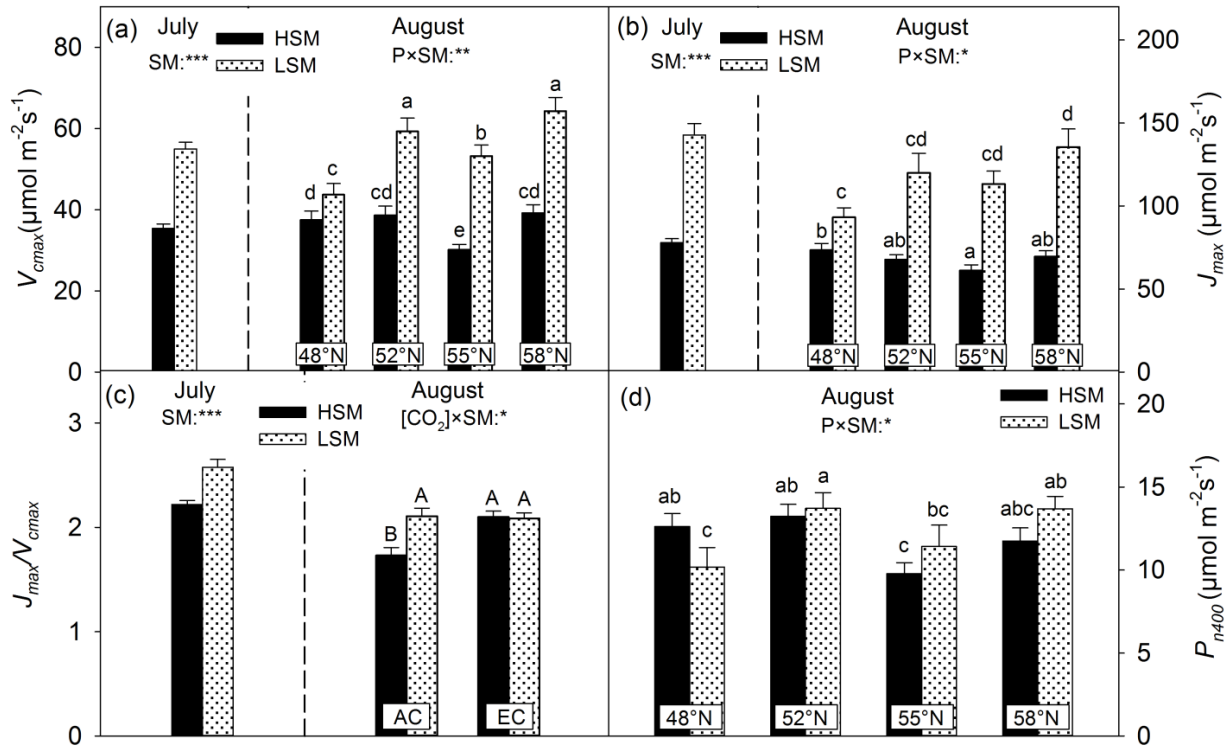 (a)
July
SM:***
August
P×SM:**
HSM
LSM
80
60
40
20
0
Vcmax(µmol m-2s-1)
d
c
cd
a
e
b
cd
a
48°N
52°N
55°N
58°N
(b)
July
SM:***
August
P×SM:*
HSM
LSM
200
150
100
50
0
Jmax (µmol m-2s-1)
b
c
ab
cd
a
cd
ab
d
48°N
52°N
55°N
58°N
(c)
July
SM:***
August
[CO2]×SM:*
HSM
LSM
3
2
1
0
Jmax/Vcmax
B
A
A
A
AC
EC
(d)
August
P×SM:*
HSM
LSM
20
15
10
5
0
Pn400 (µmol m-2s-1)
ab
c
ab
a
c
bc
abc
ab
48°N
52°N
55°N
58°N